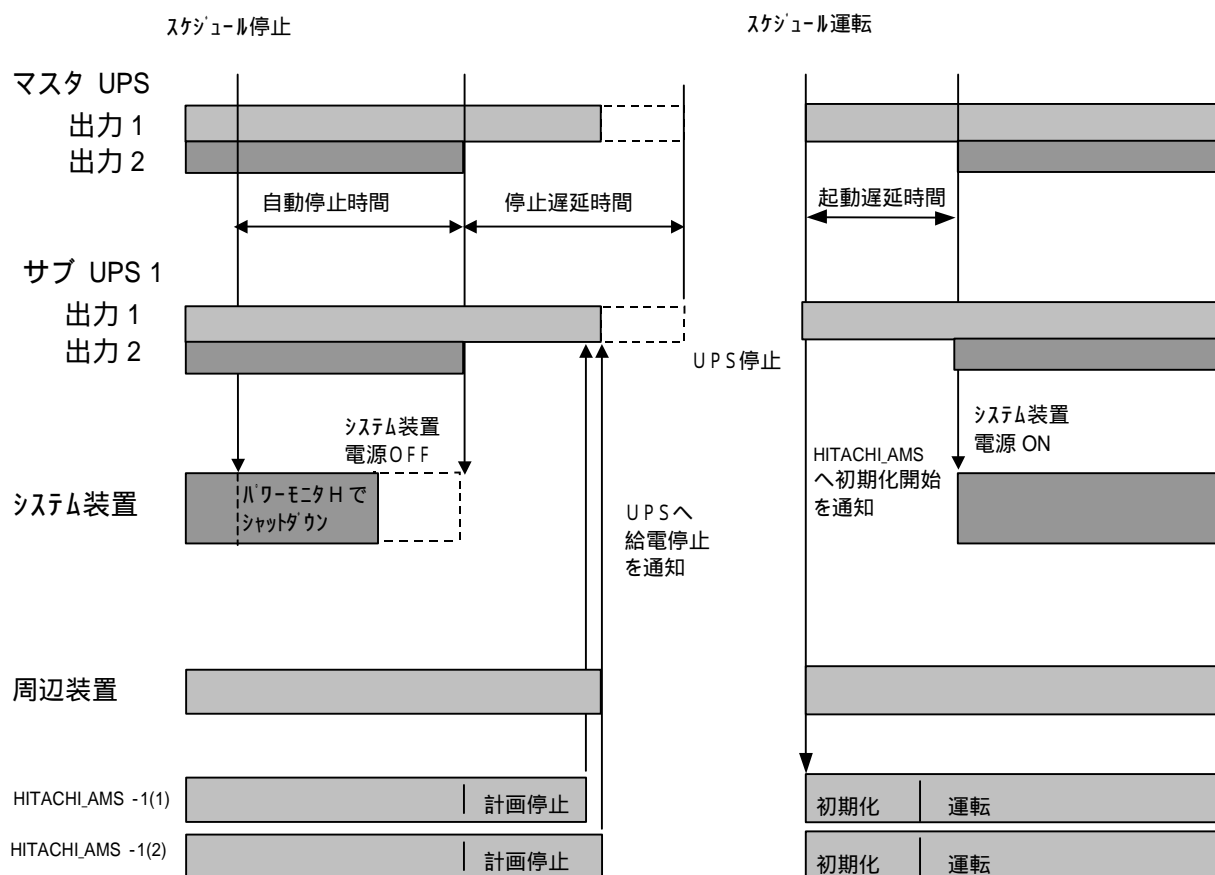 ｽｹｼﾞｭｰﾙ停止
ｽｹｼﾞｭｰﾙ運転
マスタ UPS
出力 1
出力 2
自動停止時間
停止遅延時間
起動遅延時間
サブ UPS 1
出力 1
出力 2
ＵＰＳ停止
ｼｽﾃﾑ装置
電源ＯＦＦ
ｼｽﾃﾑ装置
電源 ON
HITACHI_AMS
へ初期化開始
を通知
ｼｽﾃﾑ装置
ﾊﾟﾜｰﾓﾆﾀ H で
ｼｬｯﾄﾀﾞｳﾝ
ＵＰＳへ
給電停止
を通知
周辺装置
HITACHI_AMS -1(1)
計画停止
初期化
運転
HITACHI_AMS -1(2)
計画停止
初期化
運転